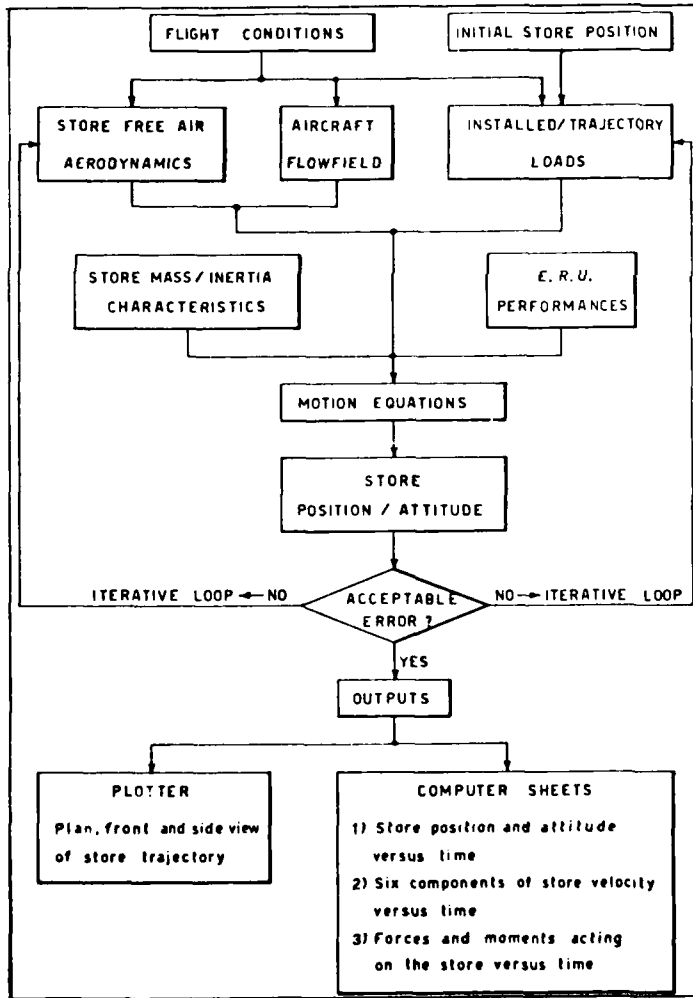 FLIGHT CONDITIONS
INITIAL STORE POSITION
STORE FREE AIR
AERODYNAMICS
AIRCRAFT
FLOWFIELD
INSTALLED/TRAJECTORY
LOADS
STORE MASS/INERTIA
CHARACTERISTICS
E.R.U.
PERFORMANCES
MOTION EQUATIONS
STORE
POSITION / ATTITUDE
ITERATIVE LOOP
NO
ACCEPTABLE
ERROR?
NO
ITERATIVE LOOP
YES
OUTPUTS
PLOTTER
Plan, front and side view
of store trajectory
COMPUTER SHEETS
1) Store position and attitude
versus time
2) Six components of store velocity
versus time
3) Forces and moments acting
on the store versus time